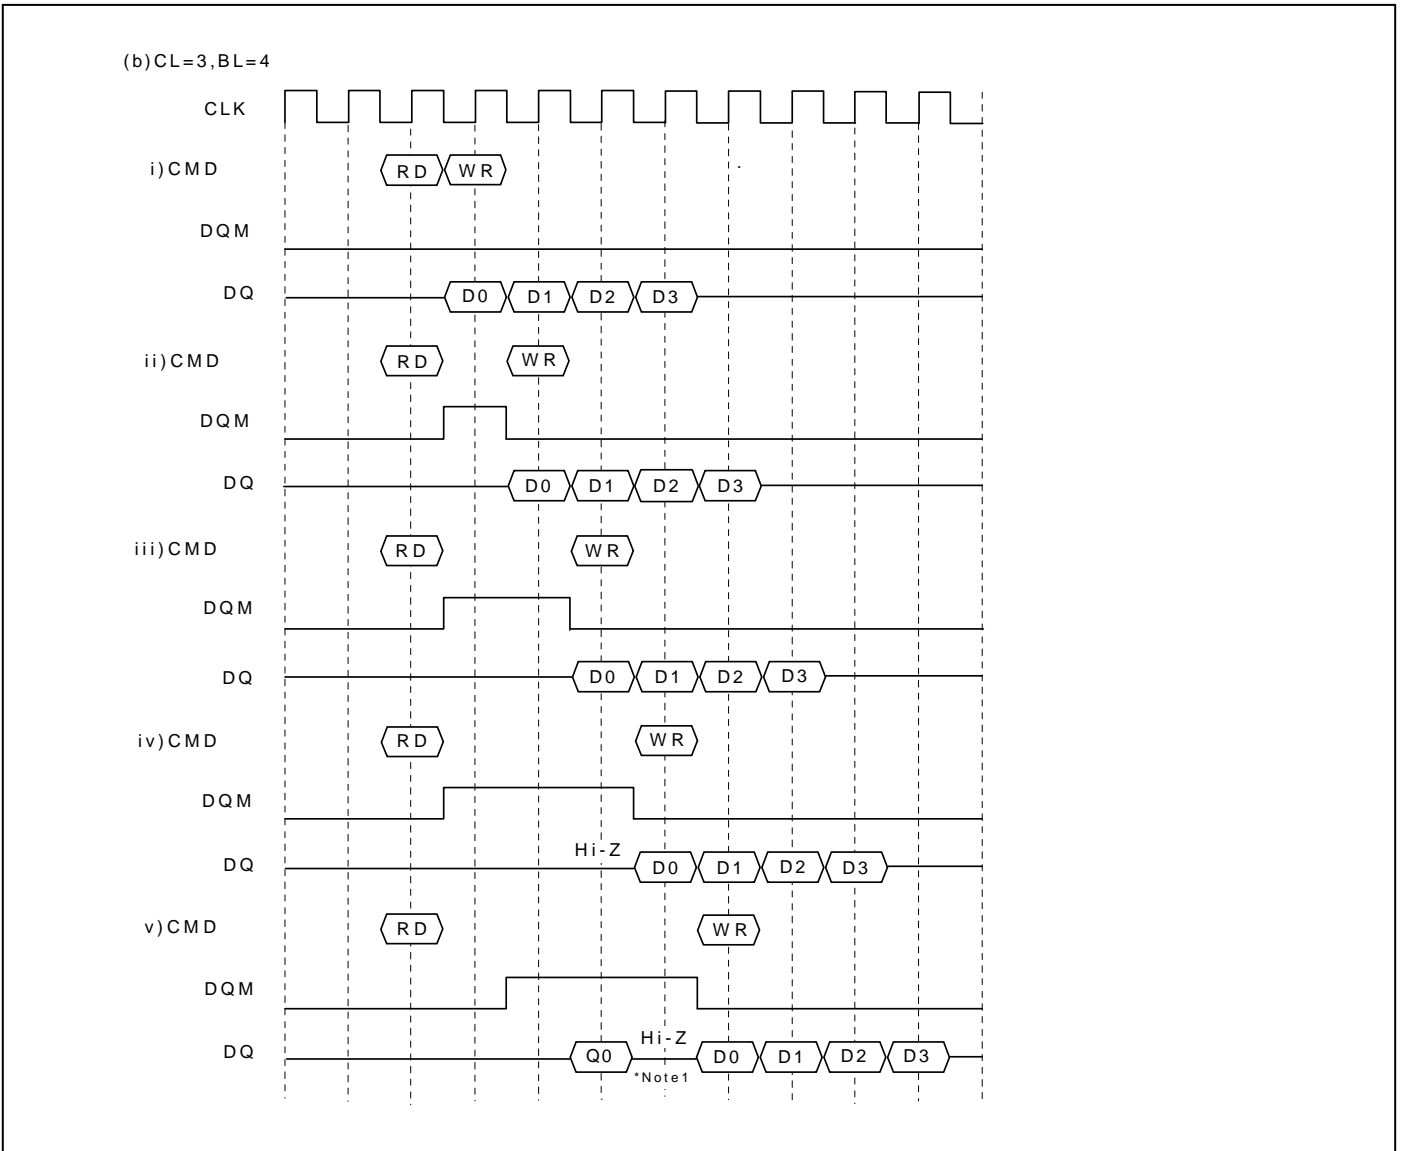 (b)CL=3,BL=4
CLK
i)CMD RD WR
DQM
DQ D0 D1 D2 D3
ii)CMD RD WR
DQM
DQ D0 D1 D2 D3
iii)CMD RD WR
DQM
DQ D0 D1 D2 D3
iv)CMD RD WR
DQM
Hi-Z
DQ D0 D1 D2 D3
v)CMD RD WR
DQM
Hi-Z
DQ Q0 D0 D1 D2 D3
*Note1